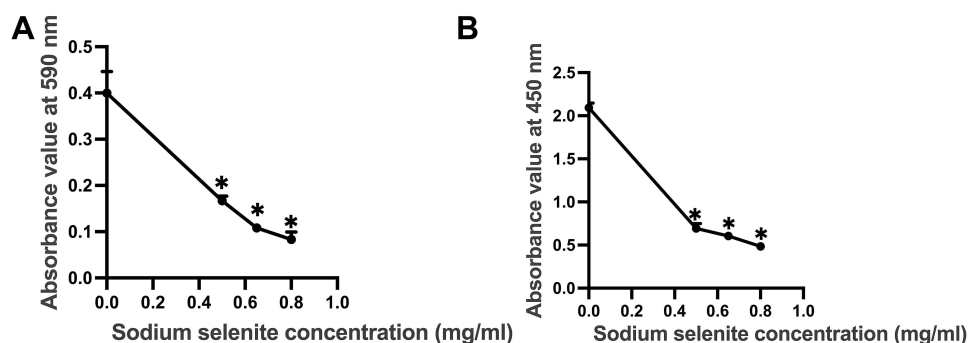 A
Absorbance value at 590 nm
0.5
0.4
0.3
0.2
0.1
0.0
*
*
*
0.0 0.2 0.4 0.6 0.8 1.0
Sodium selenite concentration (mg/ml)
B
Absorbance value at 450 nm
2.5
2.0
1.5
1.0
0.5
0.0
*
*
*
0.0 0.2 0.4 0.6 0.8 1.0
Sodium selenite concentration (mg/ml)